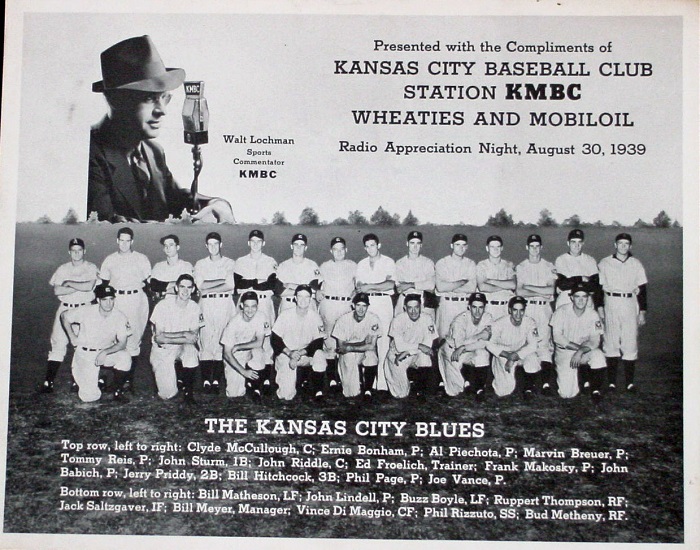 Presented with the Compliments of
KANSAS CITY BASEBALL CLUB
STATION KMBC
WHEATIES AND MOBILOIL
Radio Appreciation Night, August 30, 1939
KMBC
Walt Lochman
Sports
Commentator
KMBC
THE KANSAS CITY BLUES
Top row, left to right: Clyde McCullough, C; Ernie Bonham, P; Al Piechota, P; Marvin Breuer, P;
Tommy Reis, P; John Sturm, 1B; John Riddle, C; Ed Froelich, Trainer; Frank Makosky, P; John
Babich, P; Jerry Priddy, 2B; Bill Hitchcock, 3B; Phil Page, P; Joe Vance, P.
Bottom row, left to right: Bill Matheson, LF; John Lindell, P; Buzz Boyle, LF; Ruppert Thompson, RF;
Jack Saltzgaver, IF; Bill Meyer, Manager; Vince Di Maggio, CF; Phil Rizzuto, SS; Bud Metheny, RF.